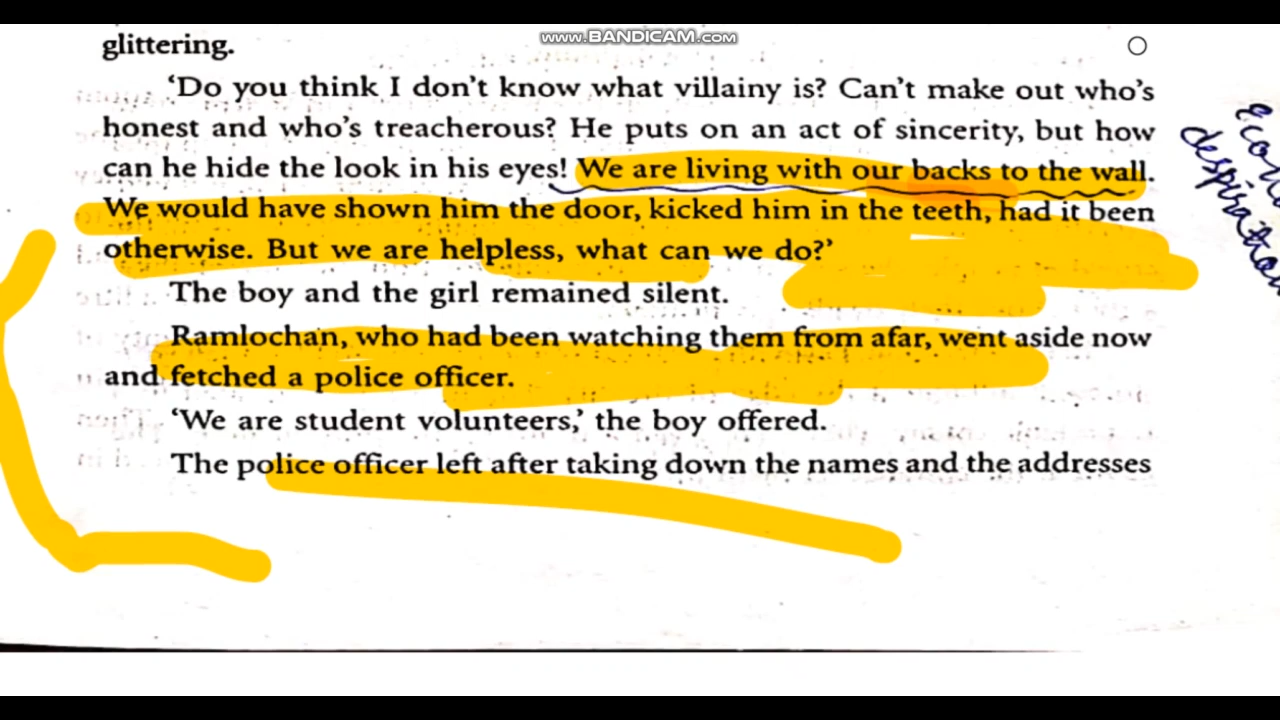 www.BANDICAM.com
glittering.
‘Do you think I don’t know what villainy is? Can’t make out who’s
honest and who’s treacherous? He puts on an act of sincerity, but how
can he hide the look in his eyes! We are living with our backs to the wall.
We would have shown him the door, kicked him in the teeth, had it been
otherwise. But we are helpless, what can we do?’
The boy and the girl remained silent.
Ramlochan, who had been watching them from afar, went aside now
and fetched a police officer.
‘We are student volunteers,’ the boy offered.
The police officer left after taking down the names and the addresses